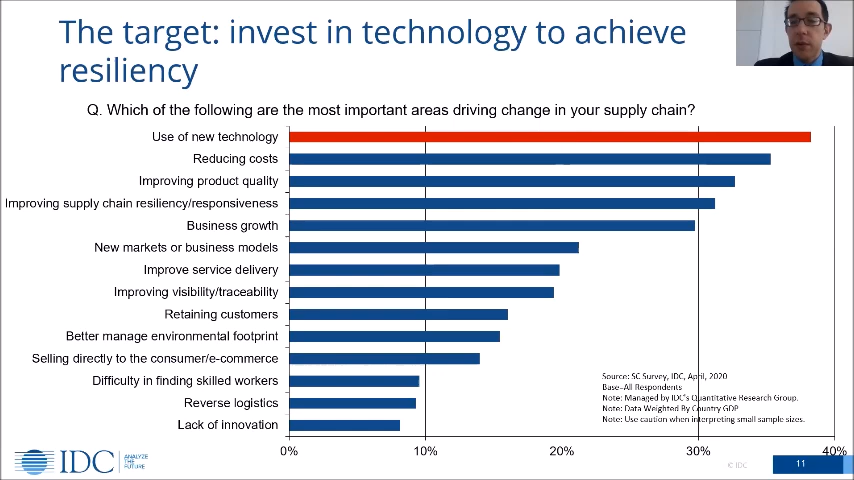 The target: invest in technology to achieve
resiliency
Q. Which of the following are the most important areas driving change in your supply chain?
Use of new technology
Reducing costs
Improving product quality
Improving supply chain resiliency/responsiveness
Business growth
New markets or business models
Improve service delivery
Improving visibility/traceability
Retaining customers
Better manage environmental footprint
Selling directly to the consumer/e-commerce
Difficulty in finding skilled workers
Reverse logistics
Lack of innovation
Source: SC Survey, IDC, April, 2020
Base=All Respondents
Note: Managed by IDC's Quantitative Research Group.
Note: Data Weighted By Country GDP
Note: Use caution when interpreting small sample sizes.
0% 10% 20% 30% 40%
IDC
ANALYZE
THE
FUTURE
© IDC
11